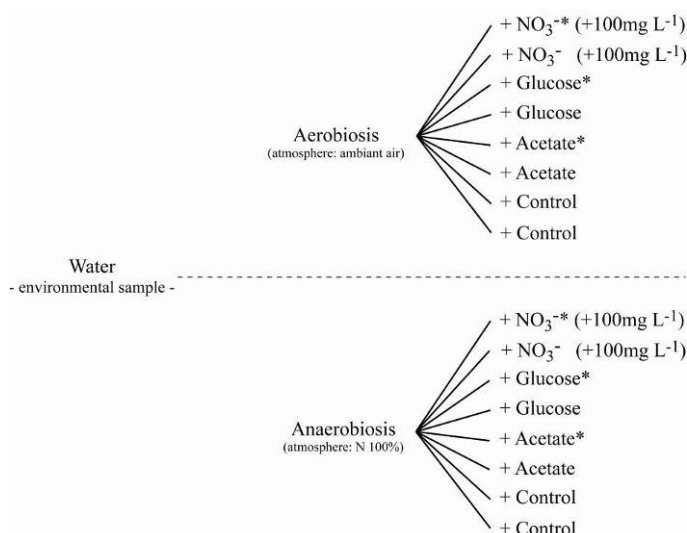 + NO₃⁻* (+100mg L⁻¹)
+ NO₃⁻ (+100mg L⁻¹)
+ Glucose*
+ Glucose
Aerobiosis
(atmosphere: ambiant air)
+ Acetate*
+ Acetate
+ Control
+ Control
Water
- environmental sample -
+ NO₃⁻* (+100mg L⁻¹)
+ NO₃⁻ (+100mg L⁻¹)
+ Glucose*
+ Glucose
Anaerobiosis
(atmosphere: N 100%)
+ Acetate*
+ Acetate
+ Control
+ Control